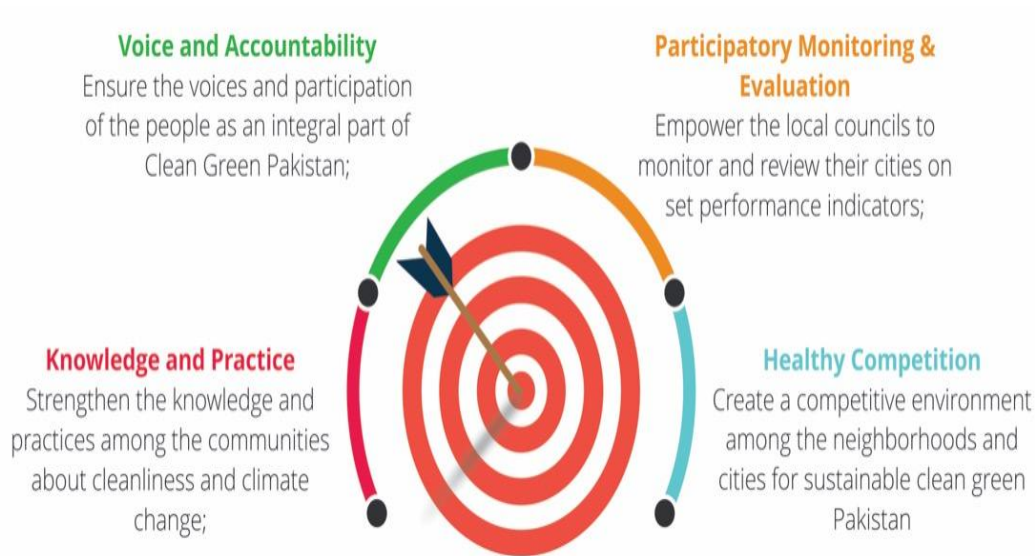 Voice and Accountability
Ensure the voices and participation
of the people as an integral part of
Clean Green Pakistan;
Participatory Monitoring &
Evaluation
Empower the local councils to
monitor and review their cities on
set performance indicators;
Knowledge and Practice
Strengthen the knowledge and
practices among the communities
about cleanliness and climate
change;
Healthy Competition
Create a competitive environment
among the neighborhoods and
cities for sustainable clean green
Pakistan